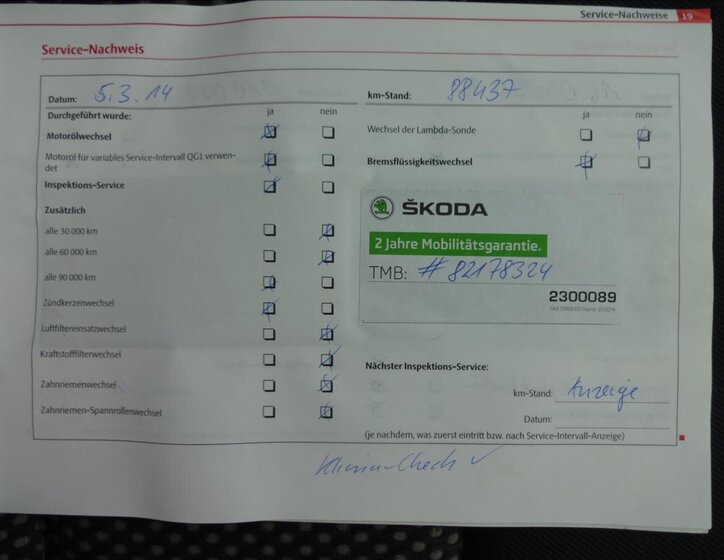 Service-Nachweise 19
Service-Nachweis
Datum: 5.3.14 km-Stand: 88437
Durchgeführt wurde: ja nein ja nein
Motorölwechsel Wechsel der Lambda-Sonde
Motoröl für variables Service-Intervall QG1 verwen-
det
Bremsflüssigkeitswechsel
Inspektions-Service
Zusätzlich
alle 30 000 km
alle 60 000 km
alle 90 000 km
Zündkerzenwechsel
Luftfiltereinsatzwechsel
Kraftstofffilterwechsel
Zahnriemenwechsel
Zahnriemen-Spannrollenwechsel
ŠKODA
2 Jahre Mobilitätsgarantie.
TMB: #82178324
2300089
Nächster Inspektions-Service:
km-Stand: Anzeige
Datum:
(je nachdem, was zuerst eintritt bzw. nach Service-Intervall-Anzeige)
Klima-Check ✓